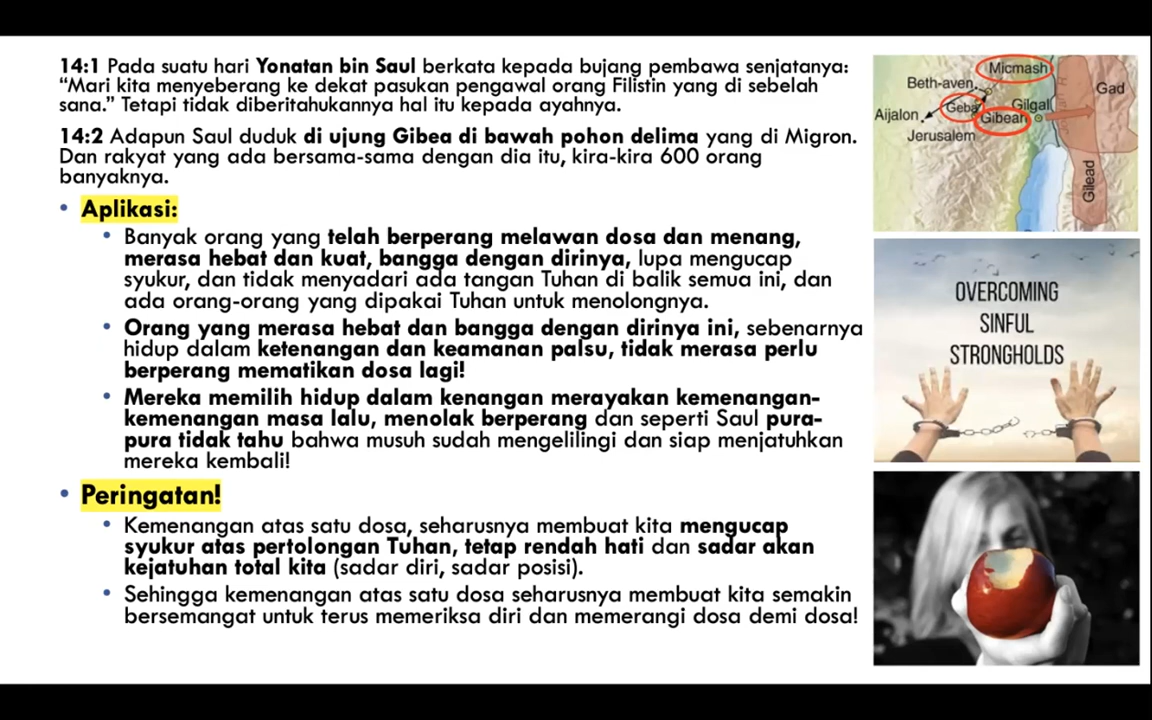 14:1 Pada suatu hari Yonatan bin Saul berkata kepada bujang pembawa senjatanya:
“Mari kita menyeberang ke dekat pasukan pengawal orang Filistin yang di sebelah
sana.” Tetapi tidak diberitahukannya hal itu kepada ayahnya.
14:2 Adapun Saul duduk di ujung Gibea di bawah pohon delima yang di Migron.
Dan rakyat yang ada bersama-sama dengan dia itu, kira-kira 600 orang
banyaknya.
• Aplikasi:
• Banyak orang yang telah berperang melawan dosa dan menang,
merasa hebat dan kuat, bangga dengan dirinya, lupa mengucap
syukur, dan tidak menyadari ada tangan Tuhan di balik semua ini, dan
ada orang-orang yang dipakai Tuhan untuk menolongnya.
• Orang yang merasa hebat dan bangga dengan dirinya ini, sebenarnya
hidup dalam ketenangan dan keamanan palsu, tidak merasa perlu
berperang mematikan dosa lagi!
• Mereka memilih hidup dalam kenangan merayakan kemenangan-
kemenangan masa lalu, menolak berperang dan seperti Saul pura-
pura tidak tahu bahwa musuh sudah mengelilingi dan siap menjatuhkan
mereka kembali!
• Peringatan!
• Kemenangan atas satu dosa, seharusnya membuat kita mengucap
syukur atas pertolongan Tuhan, tetap rendah hati dan sadar akan
kejatuhan total kita (sadar diri, sadar posisi).
• Sehingga kemenangan atas satu dosa seharusnya membuat kita semakin
bersemangat untuk terus memeriksa diri dan memerangi dosa demi dosa!
Micmash
Beth-aven
Gad
Geba
Gilgal
Aijalon
Gibeah
Jerusalem
Gilead
OVERCOMING
SINFUL
STRONGHOLDS